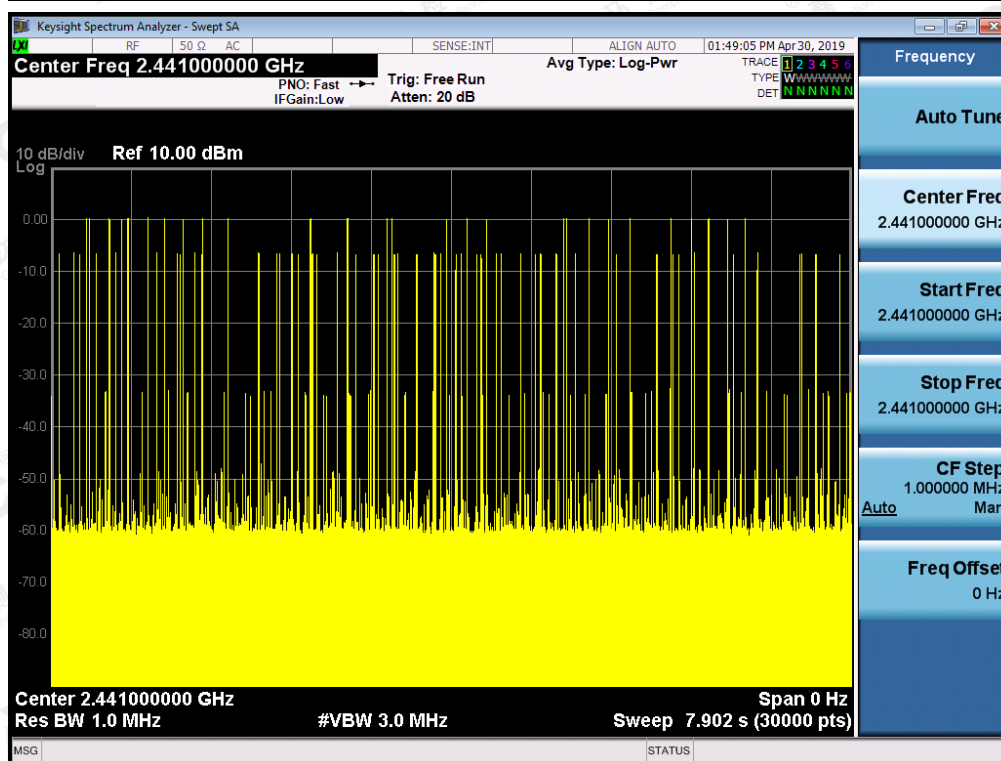 Keysight Spectrum Analyzer - Swept SA
LXI RF 50 Ω AC SENSE:INT ALIGN AUTO 01:49:05 PM Apr 30, 2019
Center Freq 2.441000000 GHz
PNO: Fast
IFGain:Low
Trig: Free Run
Atten: 20 dB
Avg Type: Log-Pwr
TRACE 1 2 3 4 5 6
TYPE WWWWWW
DET N N N N N N
10 dB/div Ref 10.00 dBm
Log
0.00
-10.0
-20.0
-30.0
-40.0
-50.0
-60.0
-70.0
-80.0
Center 2.441000000 GHz Span 0 Hz
Res BW 1.0 MHz #VBW 3.0 MHz Sweep 7.902 s (30000 pts)
MSG STATUS
Frequency
Auto Tune
Center Freq
2.441000000 GHz
Start Freq
2.441000000 GHz
Stop Freq
2.441000000 GHz
CF Step
1.000000 MHz
Auto Man
Freq Offset
0 Hz